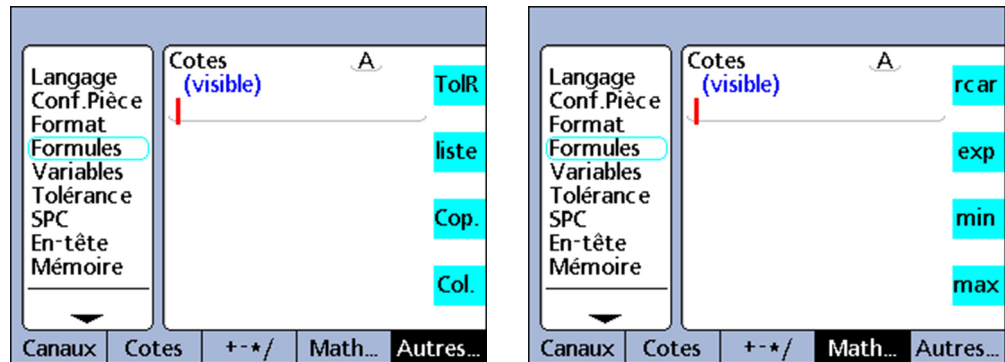 Langage
Conf.Pièce
Format
Formules
Variables
Tolérance
SPC
En-tête
Mémoire
Cotes A
(visible)
TolR
liste
Cop.
Col.
Canaux Cotes +-*/ Math... Autres...
Langage
Conf.Pièce
Format
Formules
Variables
Tolérance
SPC
En-tête
Mémoire
Cotes A
(visible)
rcar
exp
min
max
Canaux Cotes +-*/ Math... Autres...